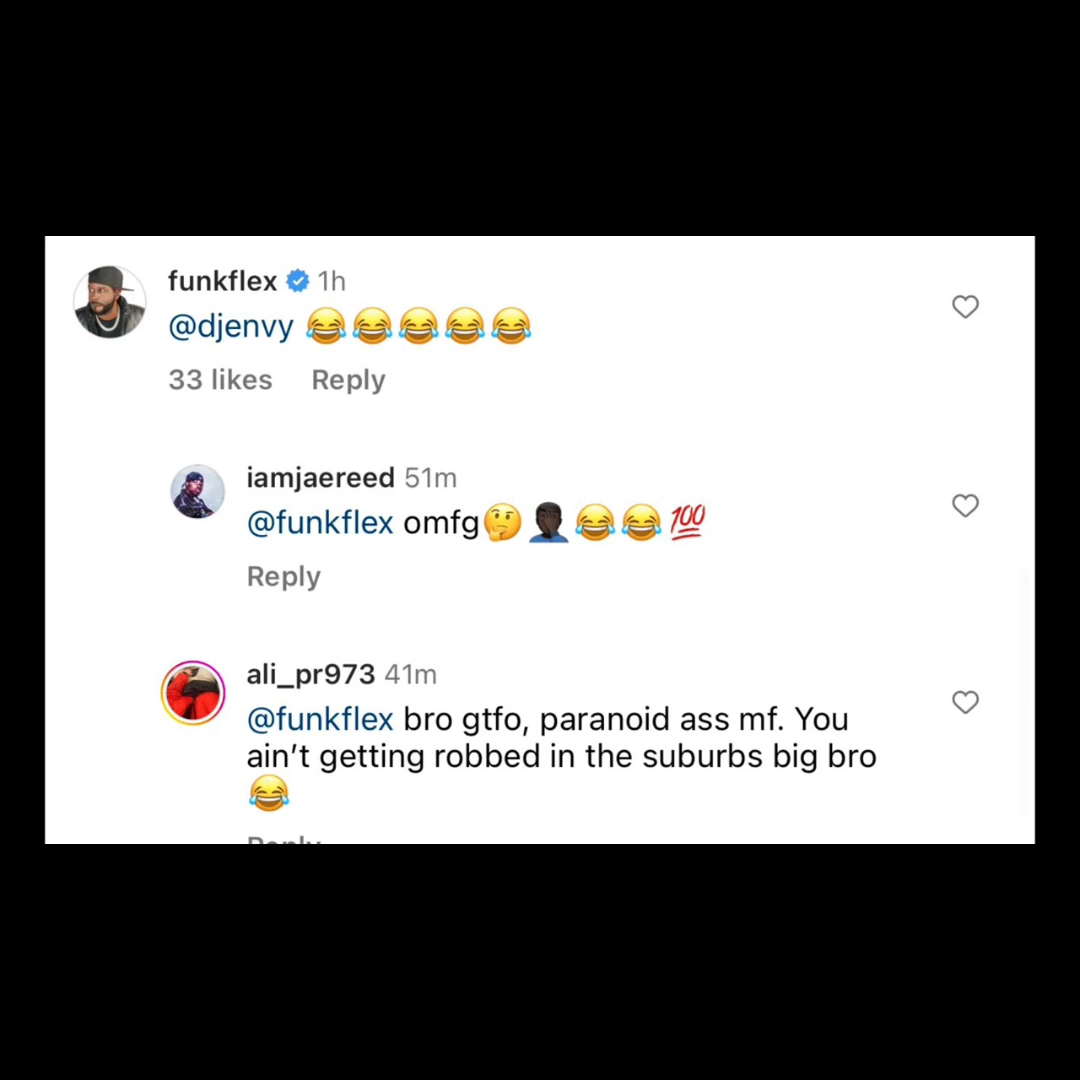 funkflex 1h
@djenvy 😂😂😂😂😂
33 likes Reply
iamjaereed 51m
@funkflex omfg🤔🤦🏿‍♂️😂😂💯
Reply
ali_pr973 41m
@funkflex bro gtfo, paranoid ass mf. You
ain’t getting robbed in the suburbs big bro
😂
Reply